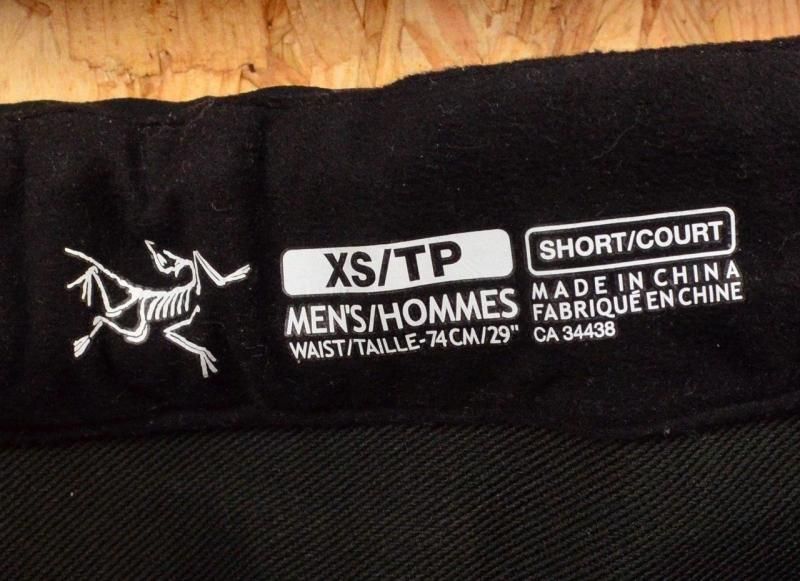 XS/TP
MEN'S/HOMMES
WAIST/TAILLE-74CM/29"
SHORT/COURT
MADE IN CHINA
FABRIQUÉ EN CHINE
CA 34438